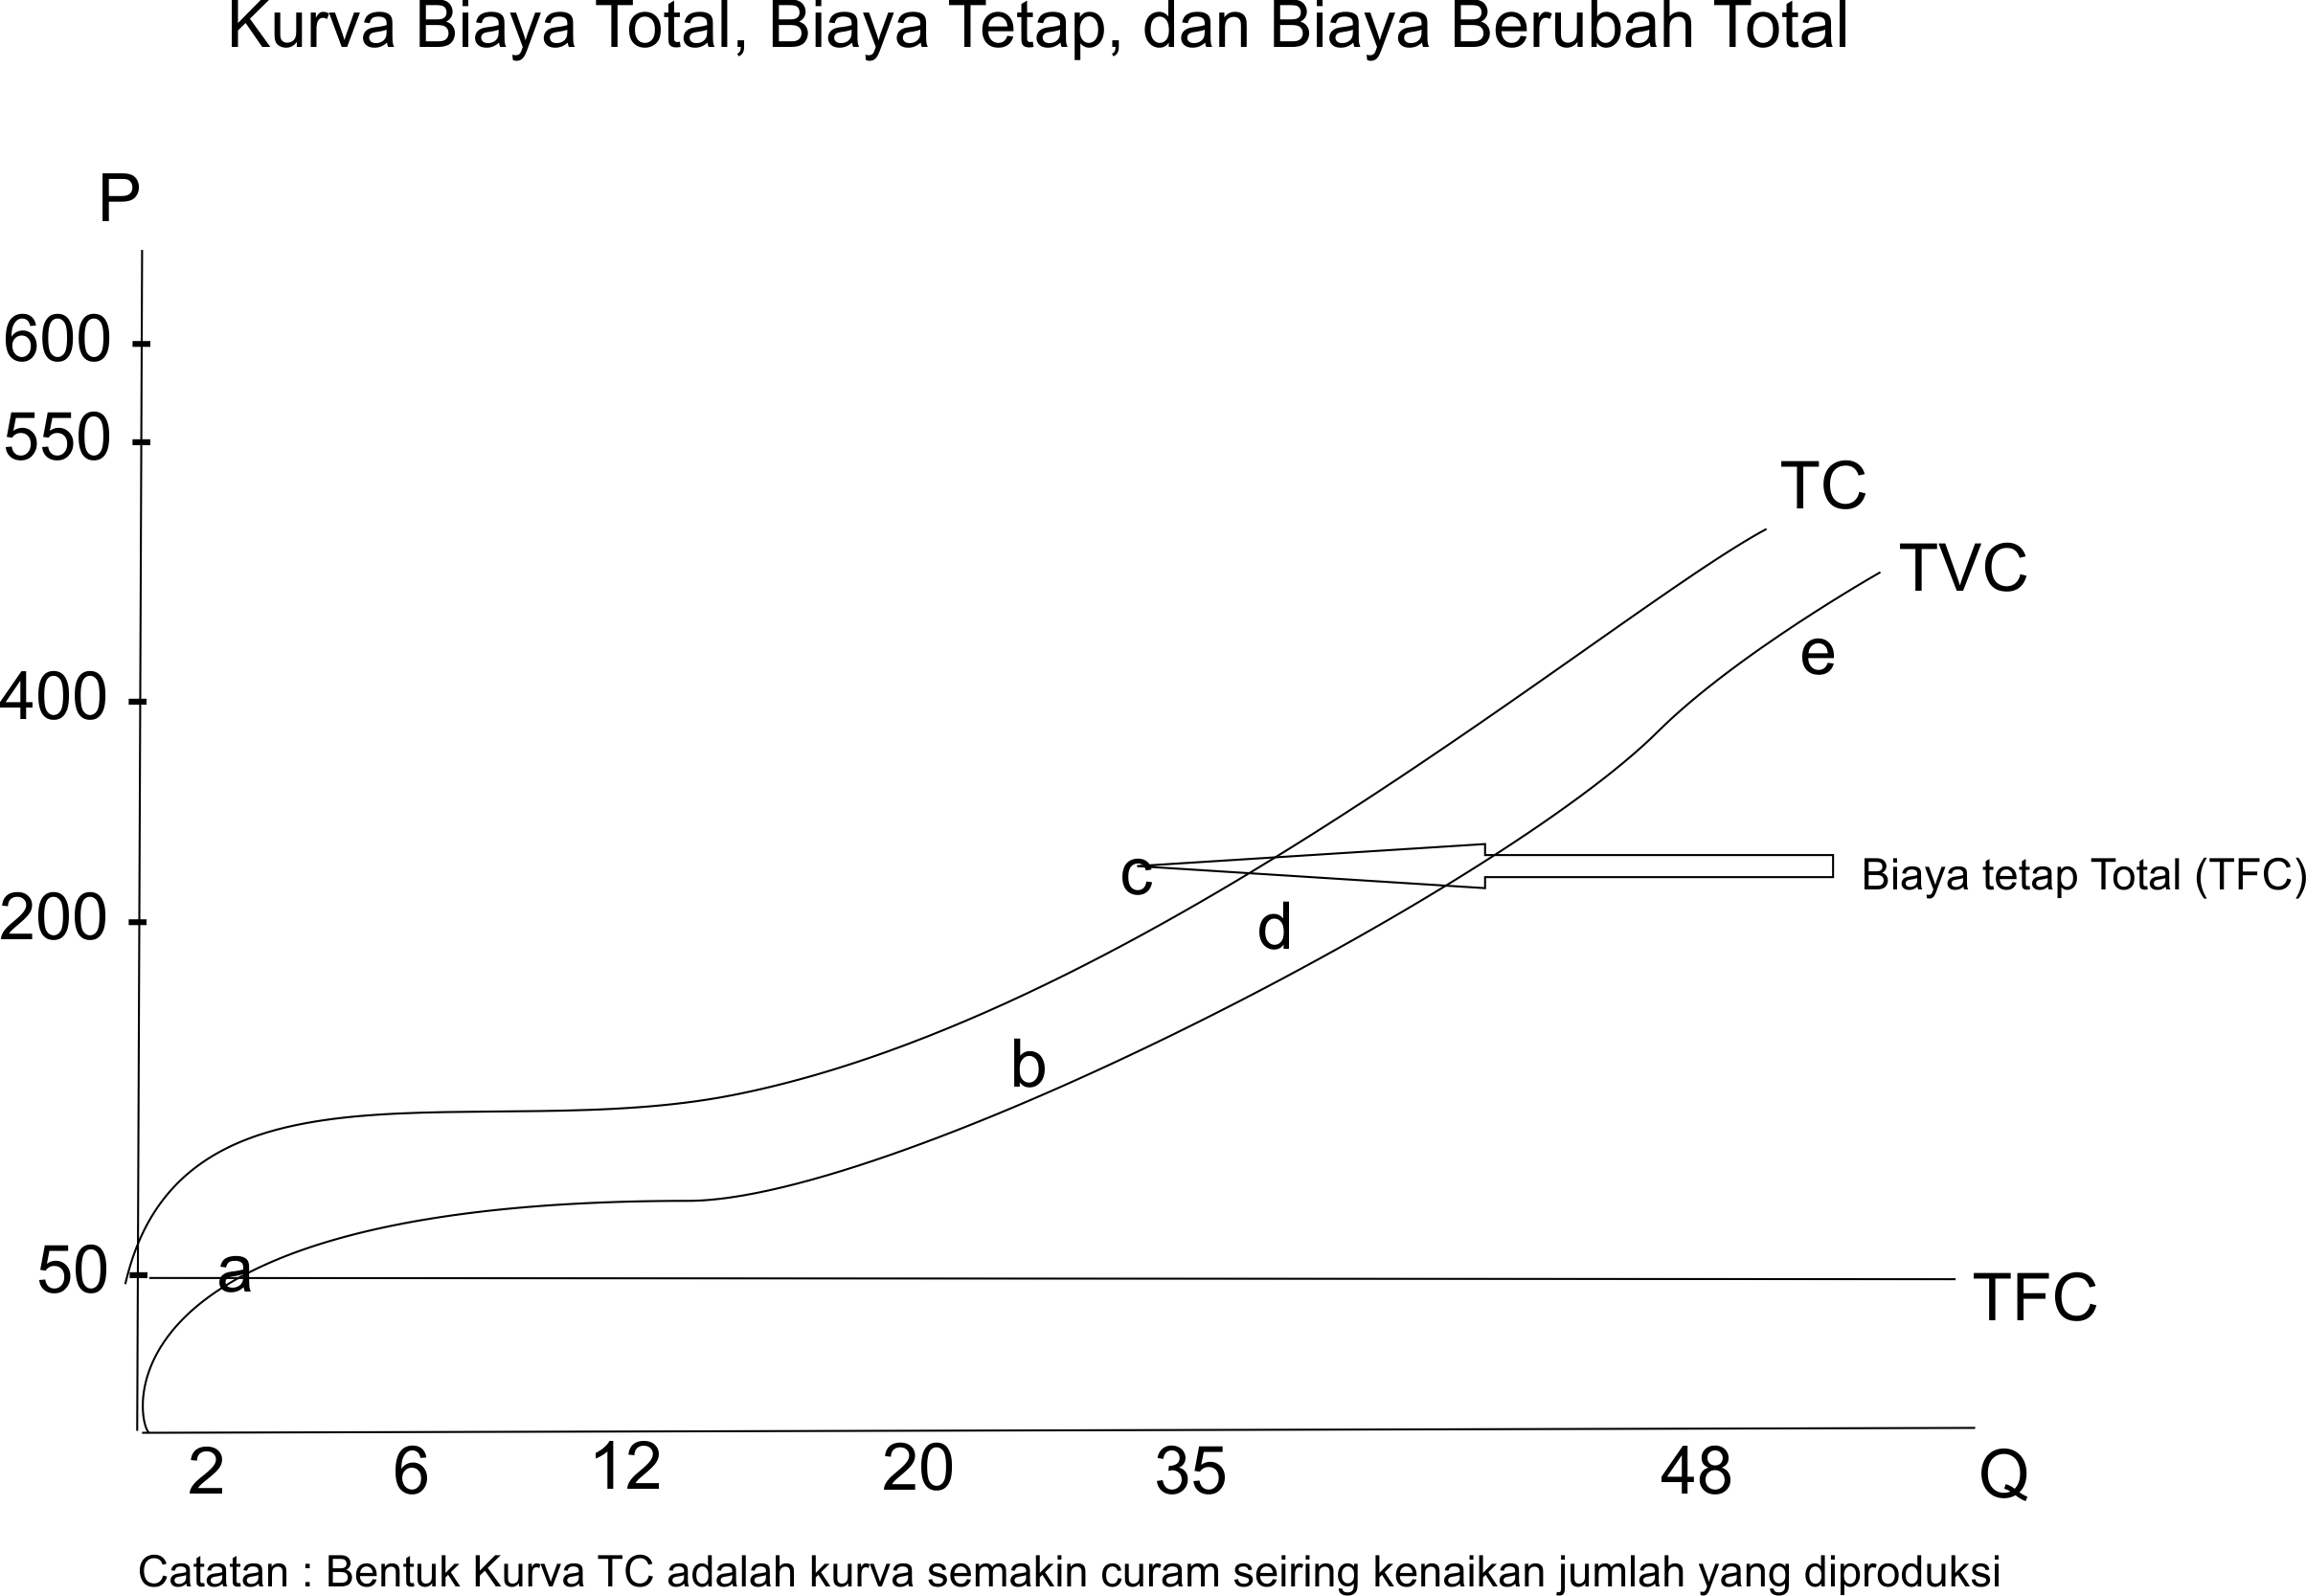 Kurva Biaya Total, Biaya Tetap, dan Biaya Berubah Total
P
600
550
TC
TVC
e
400
c
Biaya tetap Total (TFC)
200
d
b
50
a
TFC
2 6 12 20 35 48 Q
Catatan : Bentuk Kurva TC adalah kurva semakin curam seiring kenaikan jumlah yang diproduksi